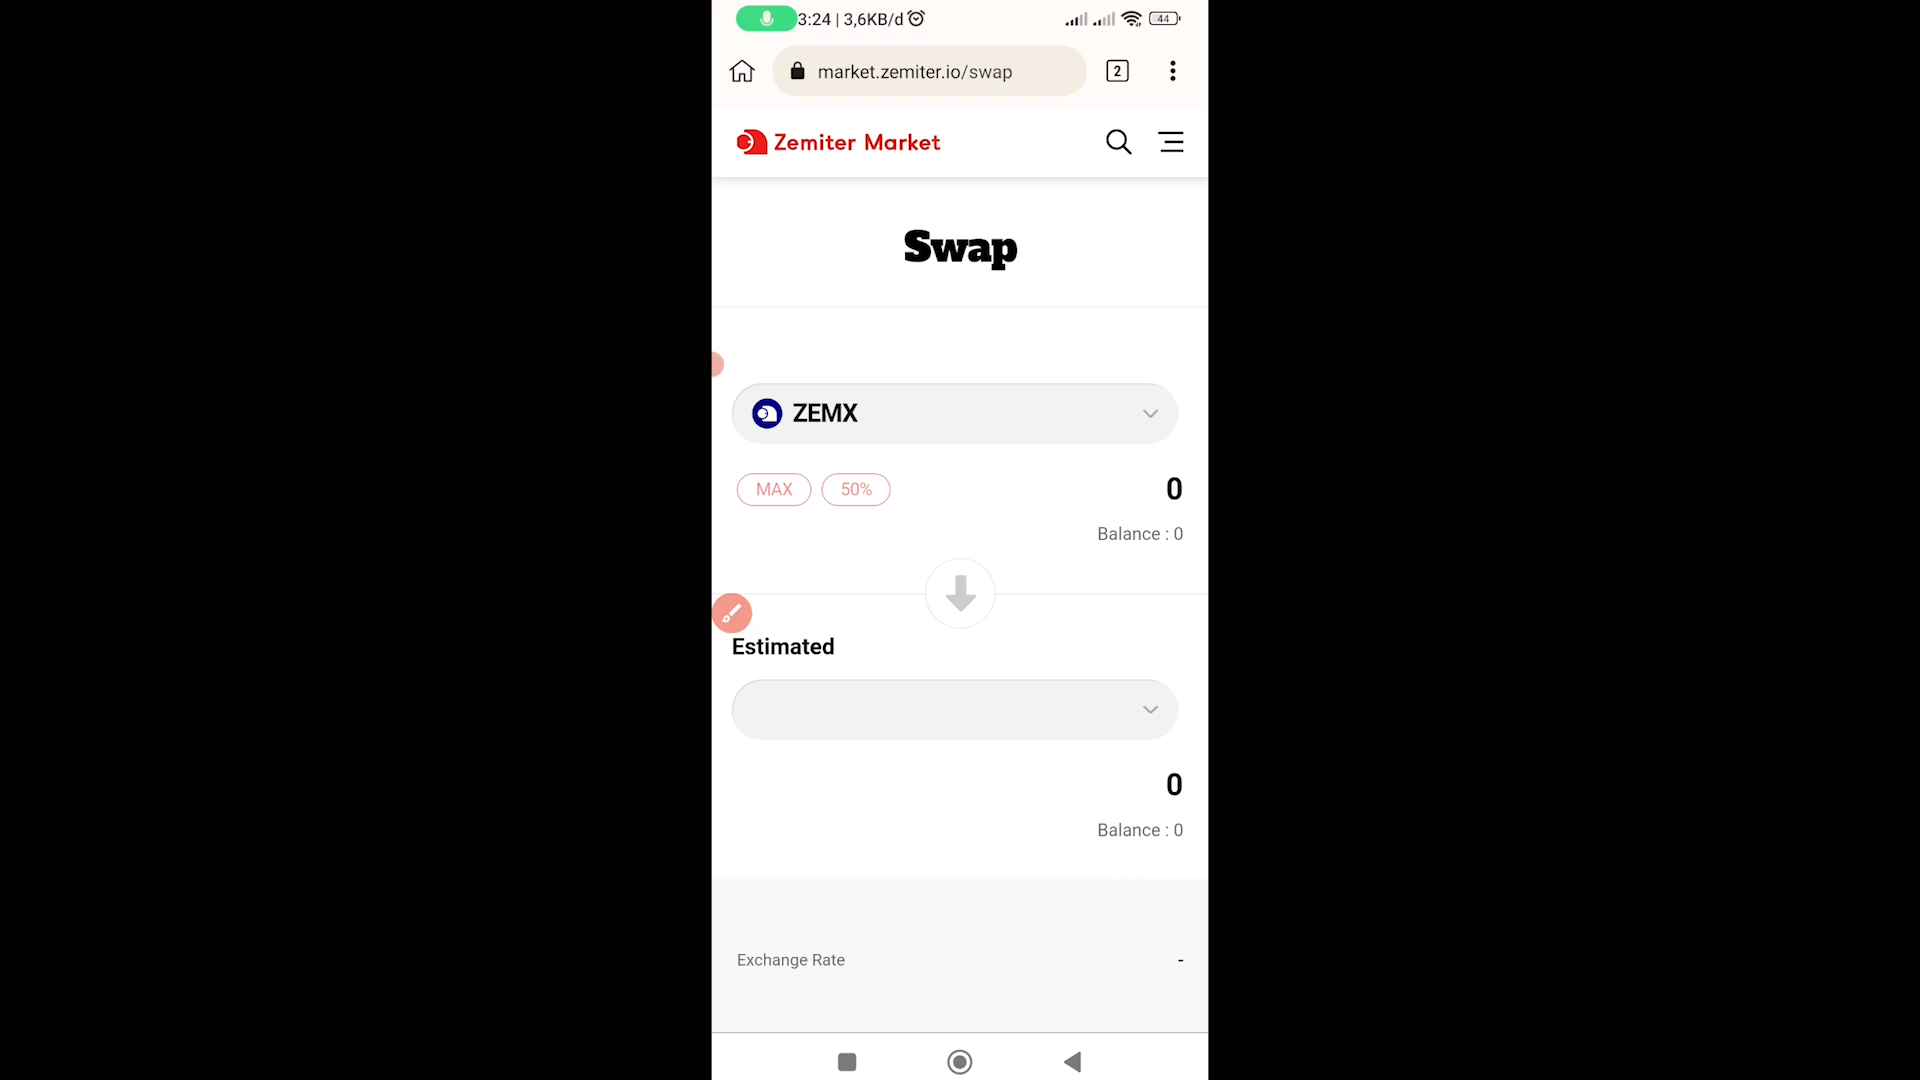 3:24 | 3,6KB/d
44
market.zemiter.io/swap
2
Zemiter Market
Swap
ZEMX
MAX
50%
0
Balance : 0
Estimated
0
Balance : 0
Exchange Rate
-